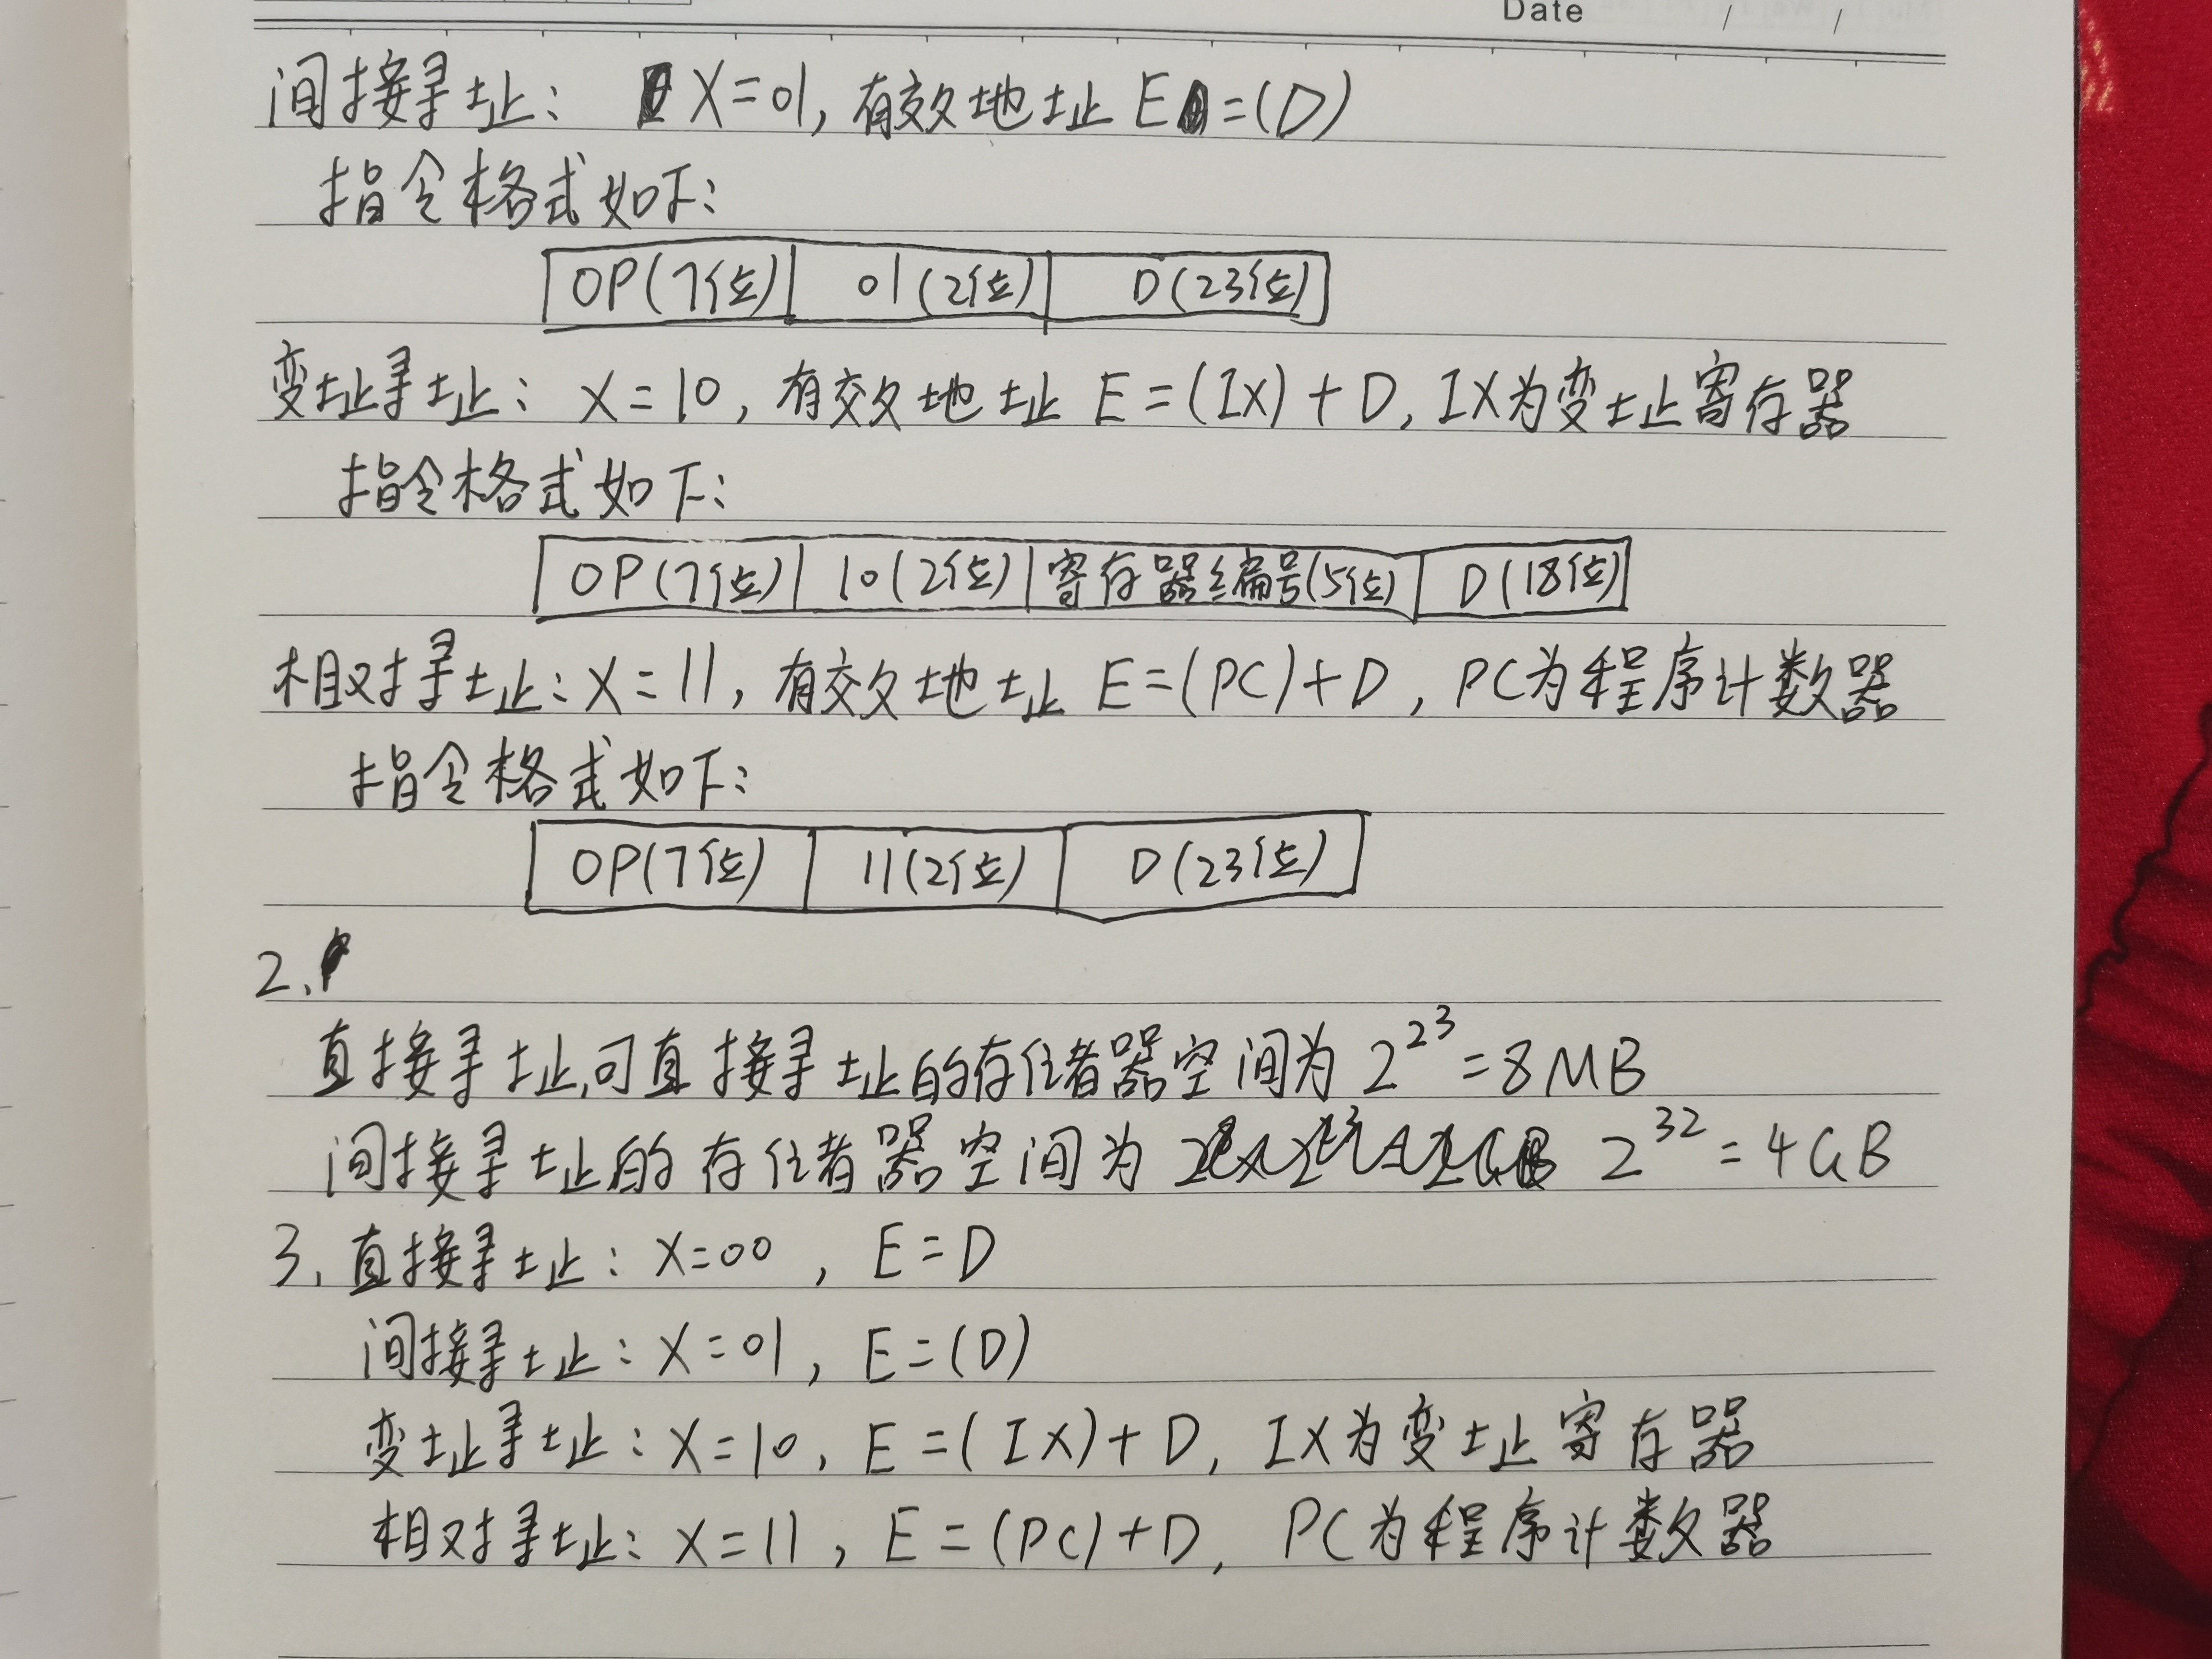 Date / /
间接寻址: X=01,有效地址 E=(D)
指令格式如下:
OP(7位) 01(2位) D(23位)
变址寻址: X=10,有效地址 E=(IX)+D, IX为变址寄存器
指令格式如下:
OP(7位) 10(2位) 寄存器编号(5位) D(18位)
相对寻址: X=11,有效地址 E=(PC)+D, PC为程序计数器
指令格式如下:
OP(7位) 11(2位) D(23位)
2.
直接寻址,可直接寻址的存储器空间为 2²³=8MB
间接寻址的存储器空间为 2³²=4GB
3. 直接寻址: X=00, E=D
间接寻址: X=01, E=(D)
变址寻址: X=10, E=(IX)+D, IX为变址寄存器
相对寻址: X=11, E=(PC)+D, PC为程序计数器